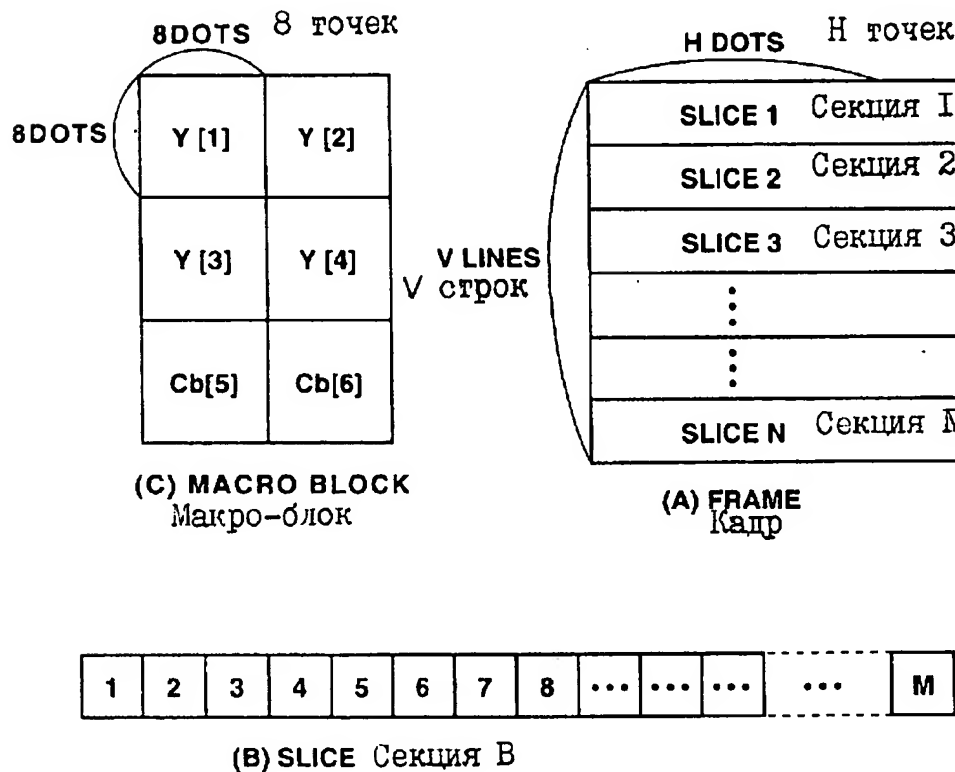 8DOTS 8 точек
8DOTS
Y [1] Y [2]
Y [3] Y [4]
Cb[5] Cb[6]
(C) MACRO BLOCK
Макро-блок
H DOTS H точек
V LINES
V строк
SLICE 1 Секция I
SLICE 2 Секция 2
SLICE 3 Секция 3
⋮
⋮
SLICE N Секция
(A) FRAME
Кадр
1 2 3 4 5 6 7 8 ... ... ... ... M
(B) SLICE Секция В